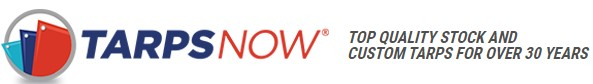 TARPSNOW®
TOP QUALITY STOCK AND
CUSTOM TARPS FOR OVER 30 YEARS